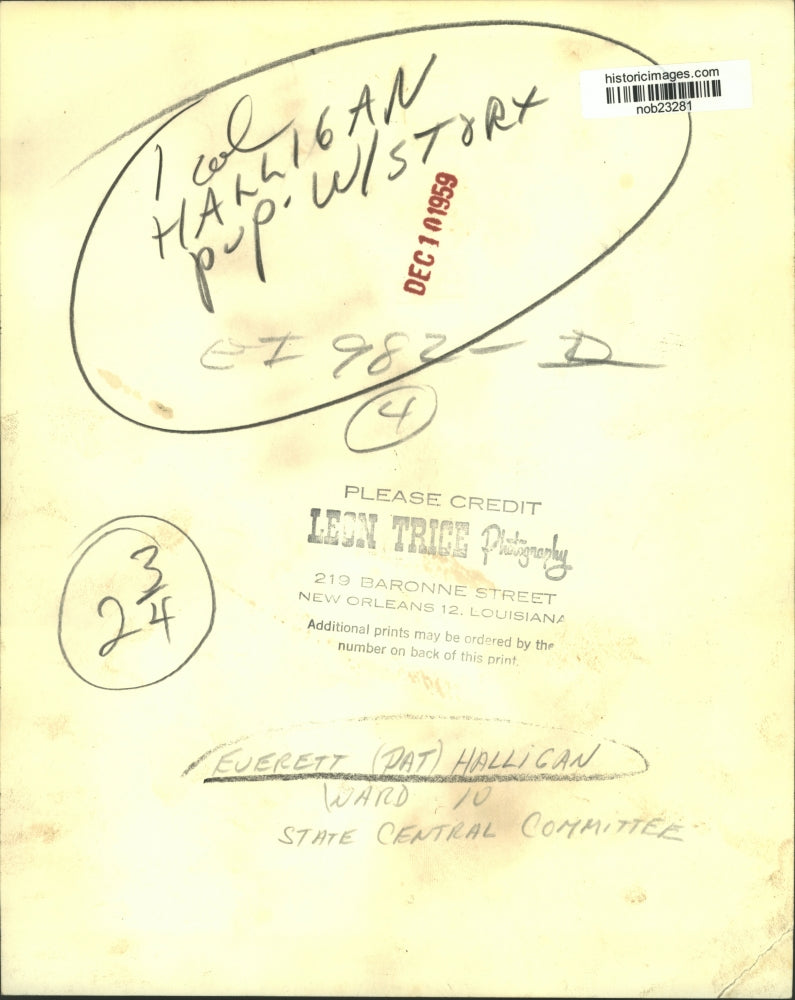 historicimages.com
nob23281
1 col
HALLIGAN
pup. W/STORY
DEC 10 1959
EI 982 - D
4
PLEASE CREDIT
LEON TRICE Photography
219 BARONNE STREET
NEW ORLEANS 12, LOUISIANA
Additional prints may be ordered by the
number on back of this print.
2 3/4
EVERETT (PAT) HALLIGAN
WARD 10
STATE CENTRAL COMMITTEE